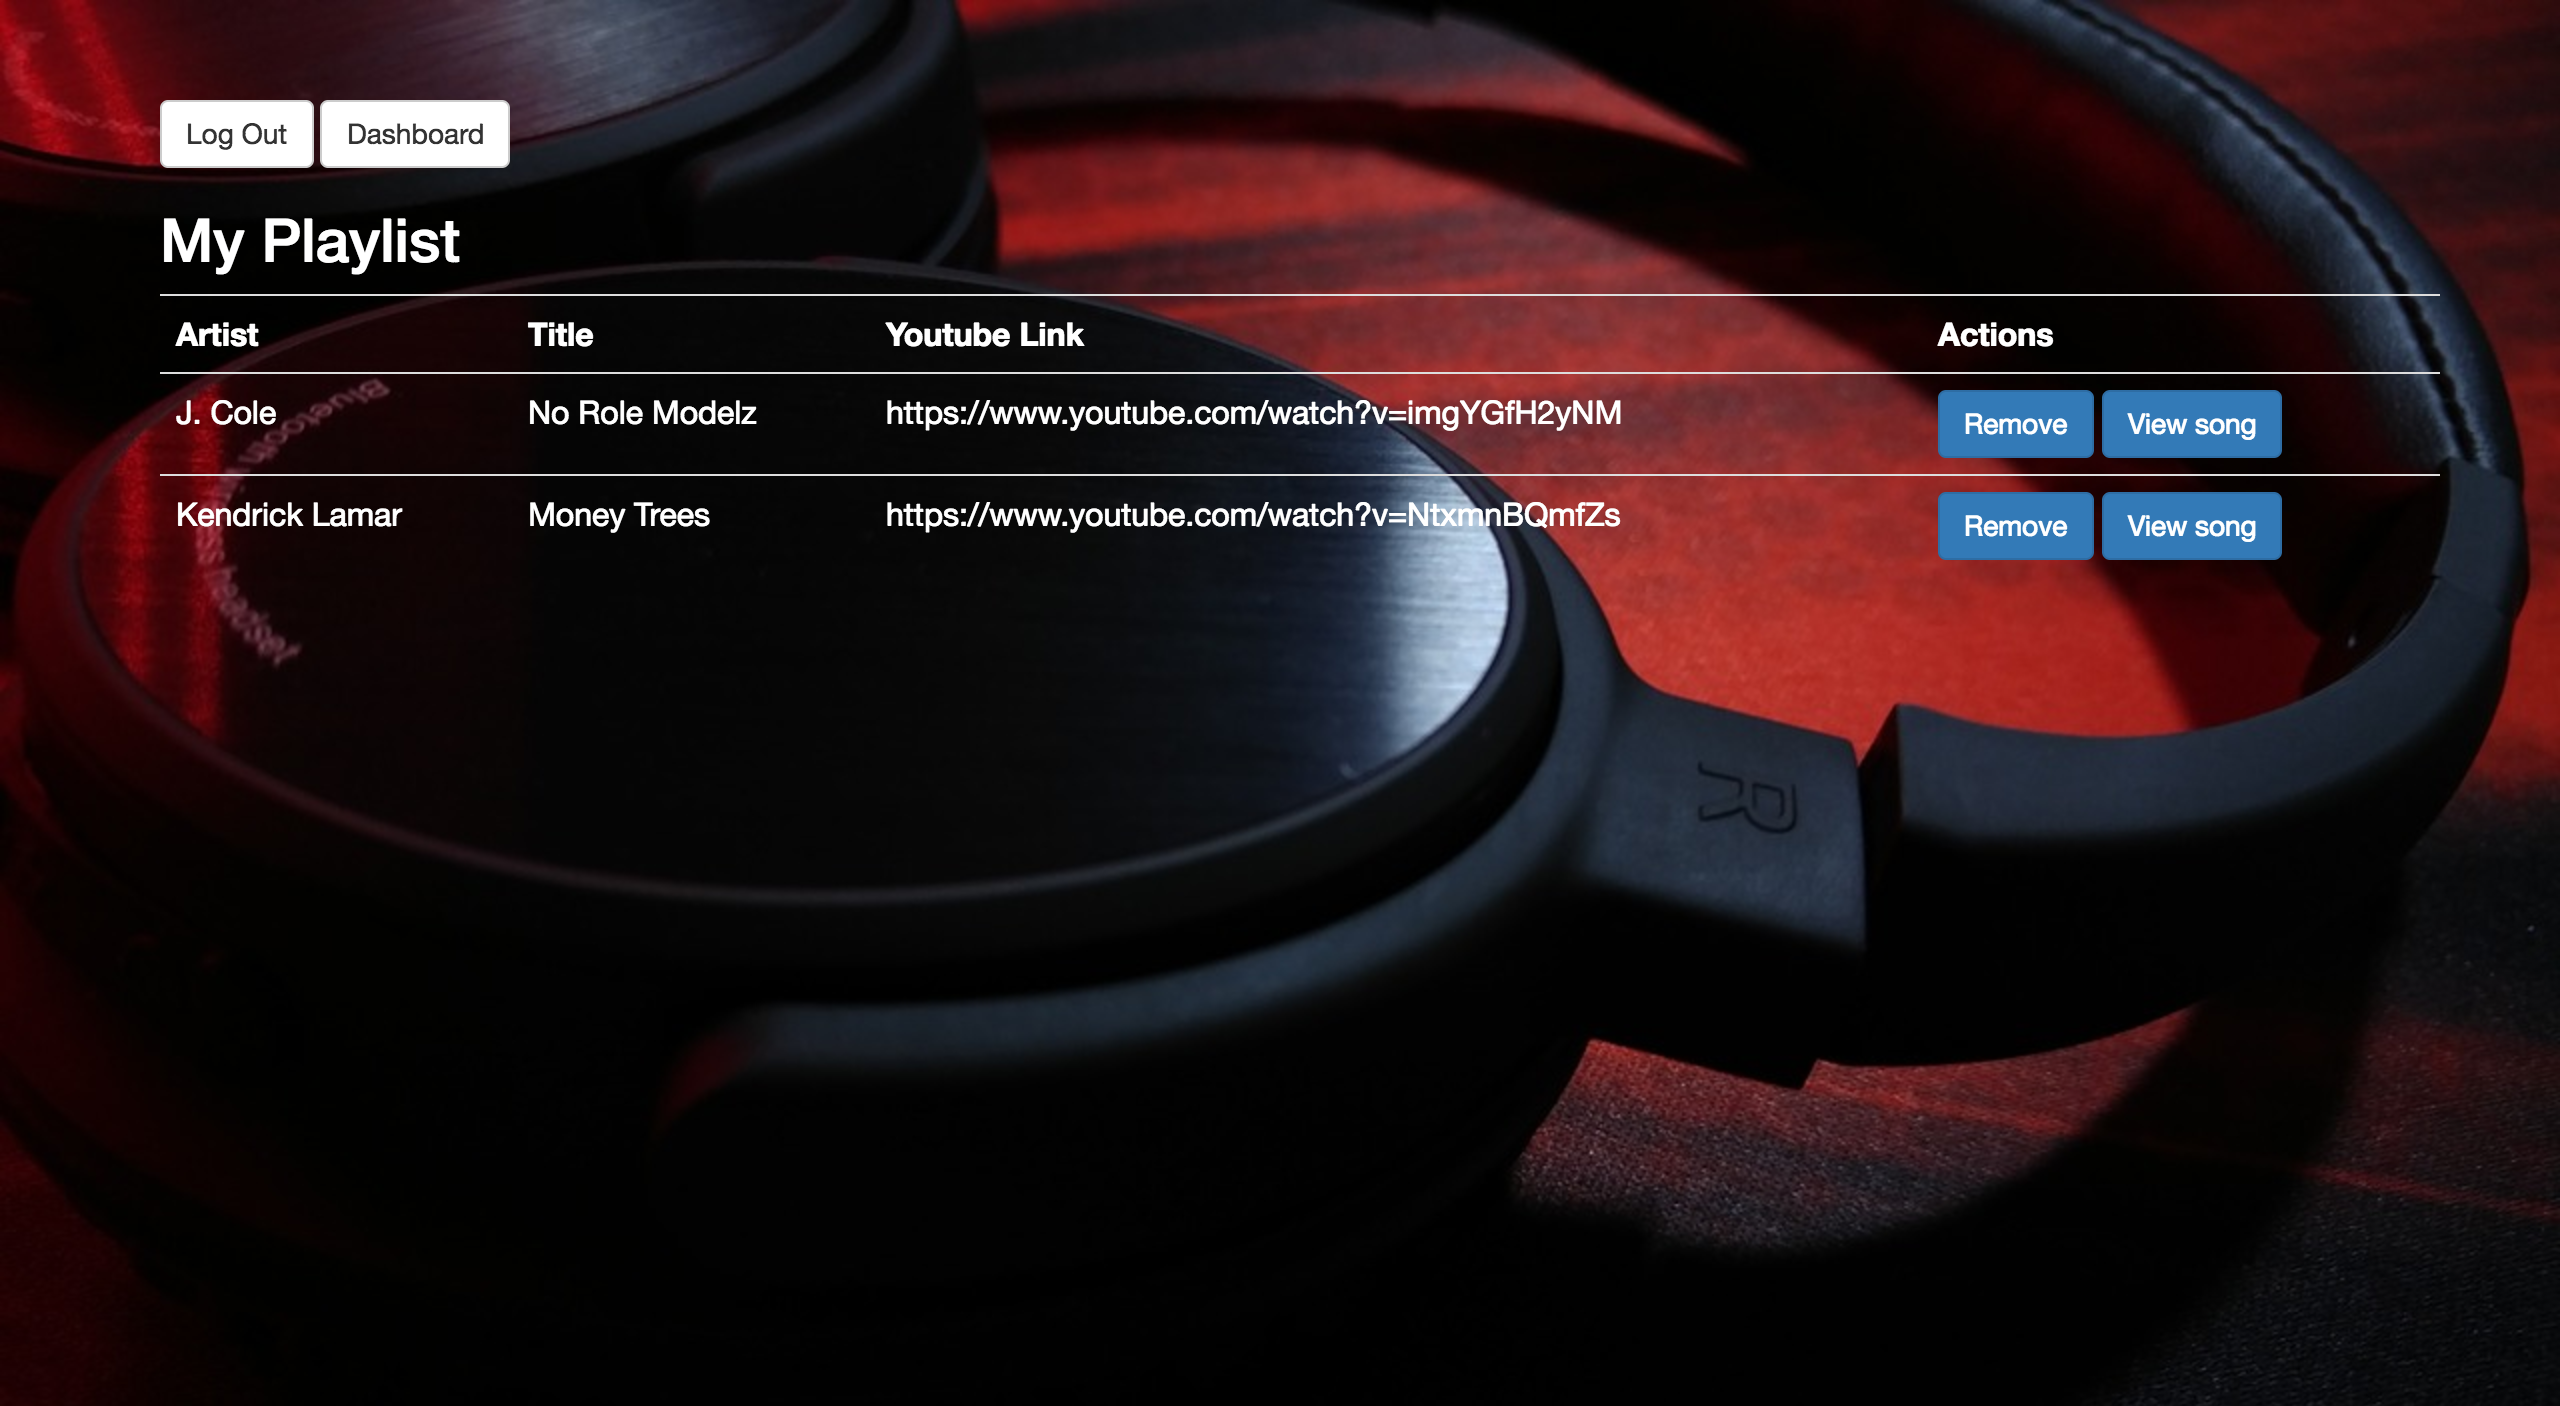 Log Out Dashboard
My Playlist
Artist Title Youtube Link Actions
J. Cole No Role Modelz https://www.youtube.com/watch?v=imgYGfH2yNM Remove View song
Kendrick Lamar Money Trees https://www.youtube.com/watch?v=NtxmnBQmfZs Remove View song
Bluetooth wireless headset
R